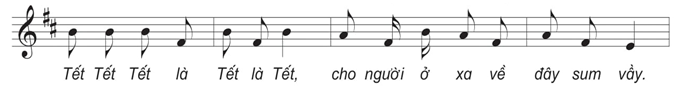 Tết Tết Tết là Tết là Tết, cho người ở xa về đây sum vầy.